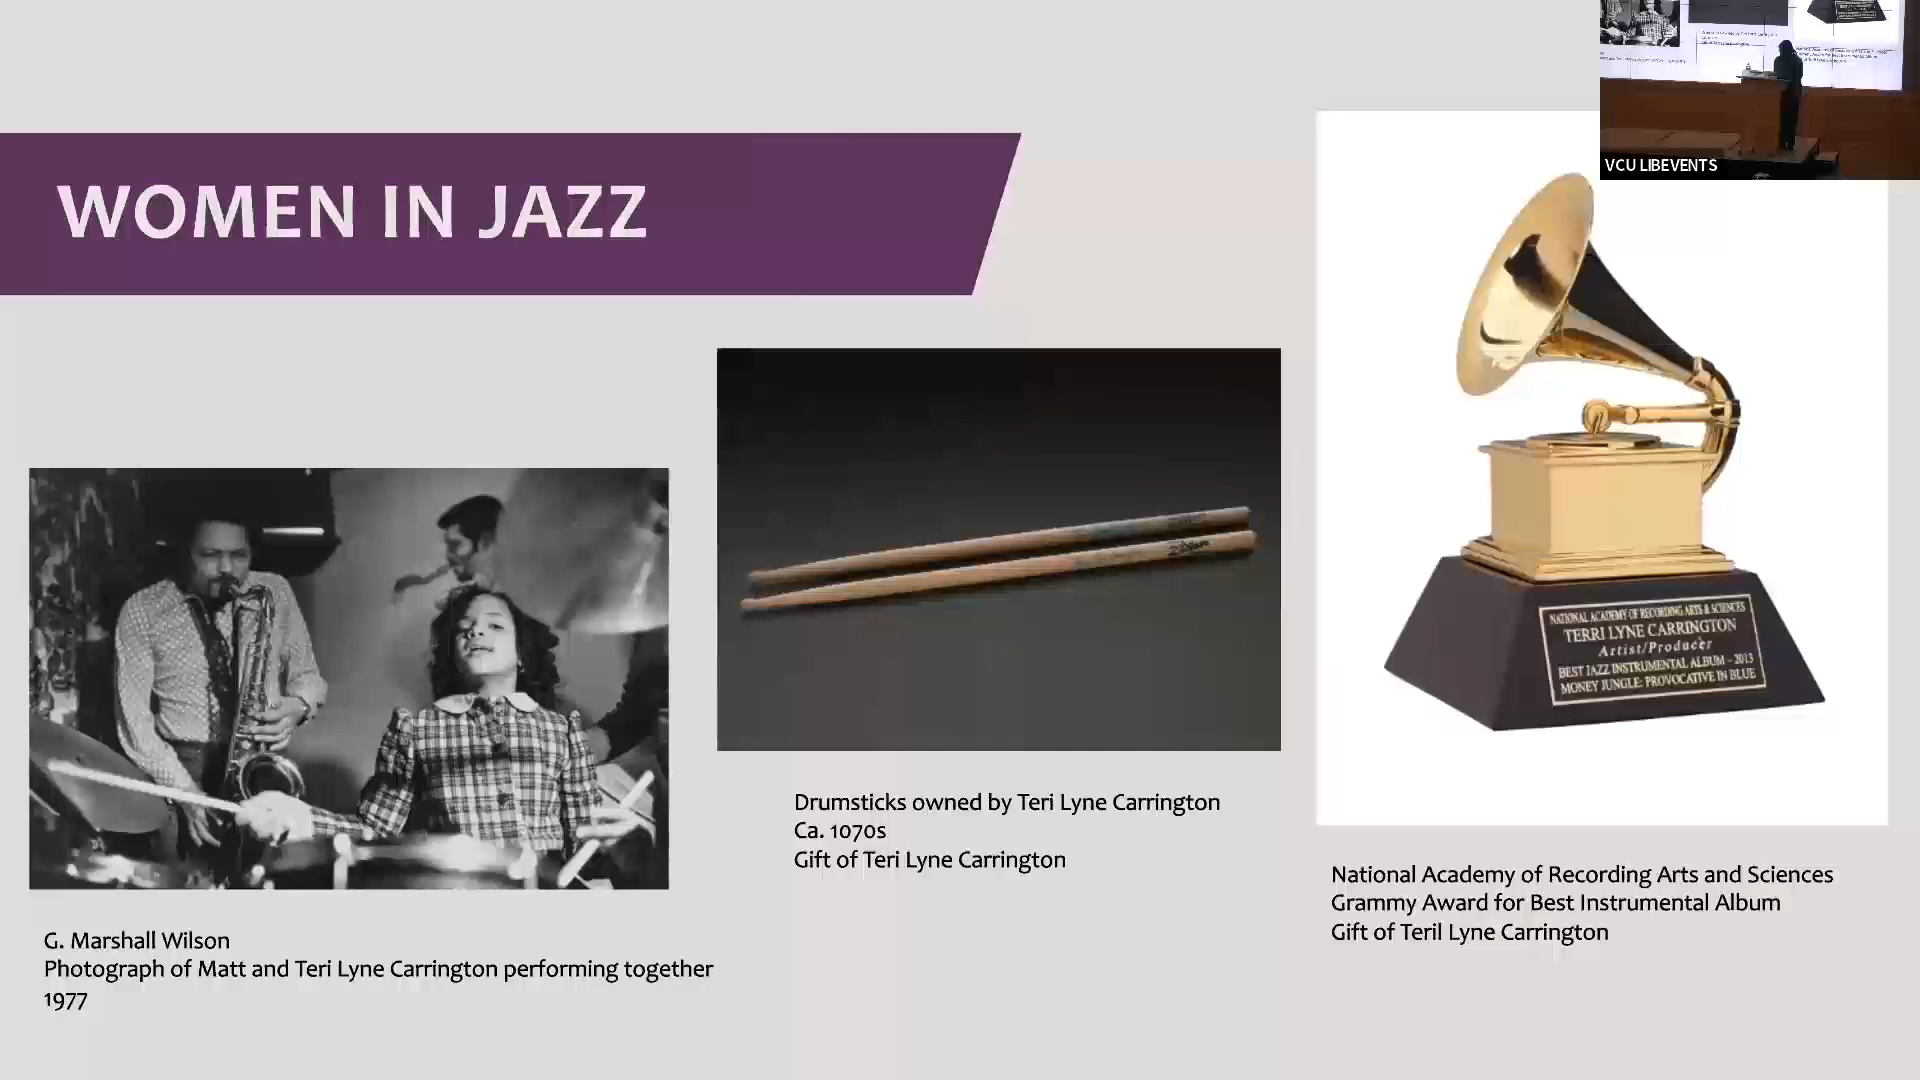 VCU LIBEVENTS
WOMEN IN JAZZ
NATIONAL ACADEMY OF RECORDING ARTS & SCIENCES
TERRI LYNE CARRINGTON
Artist/Producer
BEST JAZZ INSTRUMENTAL ALBUM - 2013
MONEY JUNGLE: PROVOCATIVE IN BLUE
Drumsticks owned by Teri Lyne Carrington
Ca. 1070s
Gift of Teri Lyne Carrington
National Academy of Recording Arts and Sciences
Grammy Award for Best Instrumental Album
Gift of Teril Lyne Carrington
G. Marshall Wilson
Photograph of Matt and Teri Lyne Carrington performing together
1977